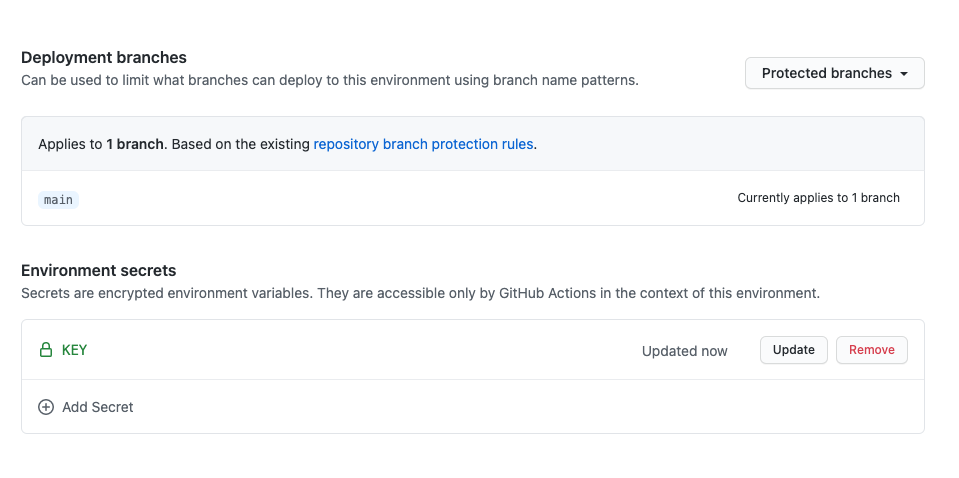 Deployment branches
Can be used to limit what branches can deploy to this environment using branch name patterns.
Protected branches
Applies to 1 branch. Based on the existing repository branch protection rules.
main
Currently applies to 1 branch
Environment secrets
Secrets are encrypted environment variables. They are accessible only by GitHub Actions in the context of this environment.
KEY
Updated now
Update
Remove
Add Secret